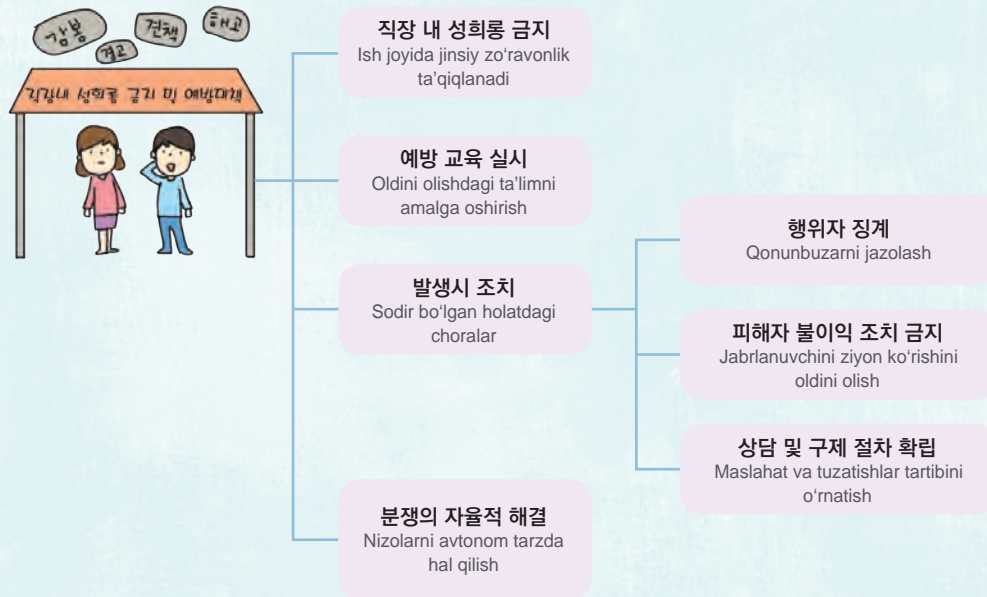 감봉
경고
견책
해고
직장내 성희롱 금지 및 예방대책
직장 내 성희롱 금지
Ish joyida jinsiy zo‘ravonlik
ta’qiqlanadi
예방 교육 실시
Oldini olishdagi ta’limni
amalga oshirish
발생시 조치
Sodir bo‘lgan holatdagi
choralar
행위자 징계
Qonunbuzarni jazolash
피해자 불이익 조치 금지
Jabrlanuvchini ziyon ko‘rishini
oldini olish
상담 및 구제 절차 확립
Maslahat va tuzatishlar tartibini
o‘rnatish
분쟁의 자율적 해결
Nizolarni avtonom tarzda
hal qilish